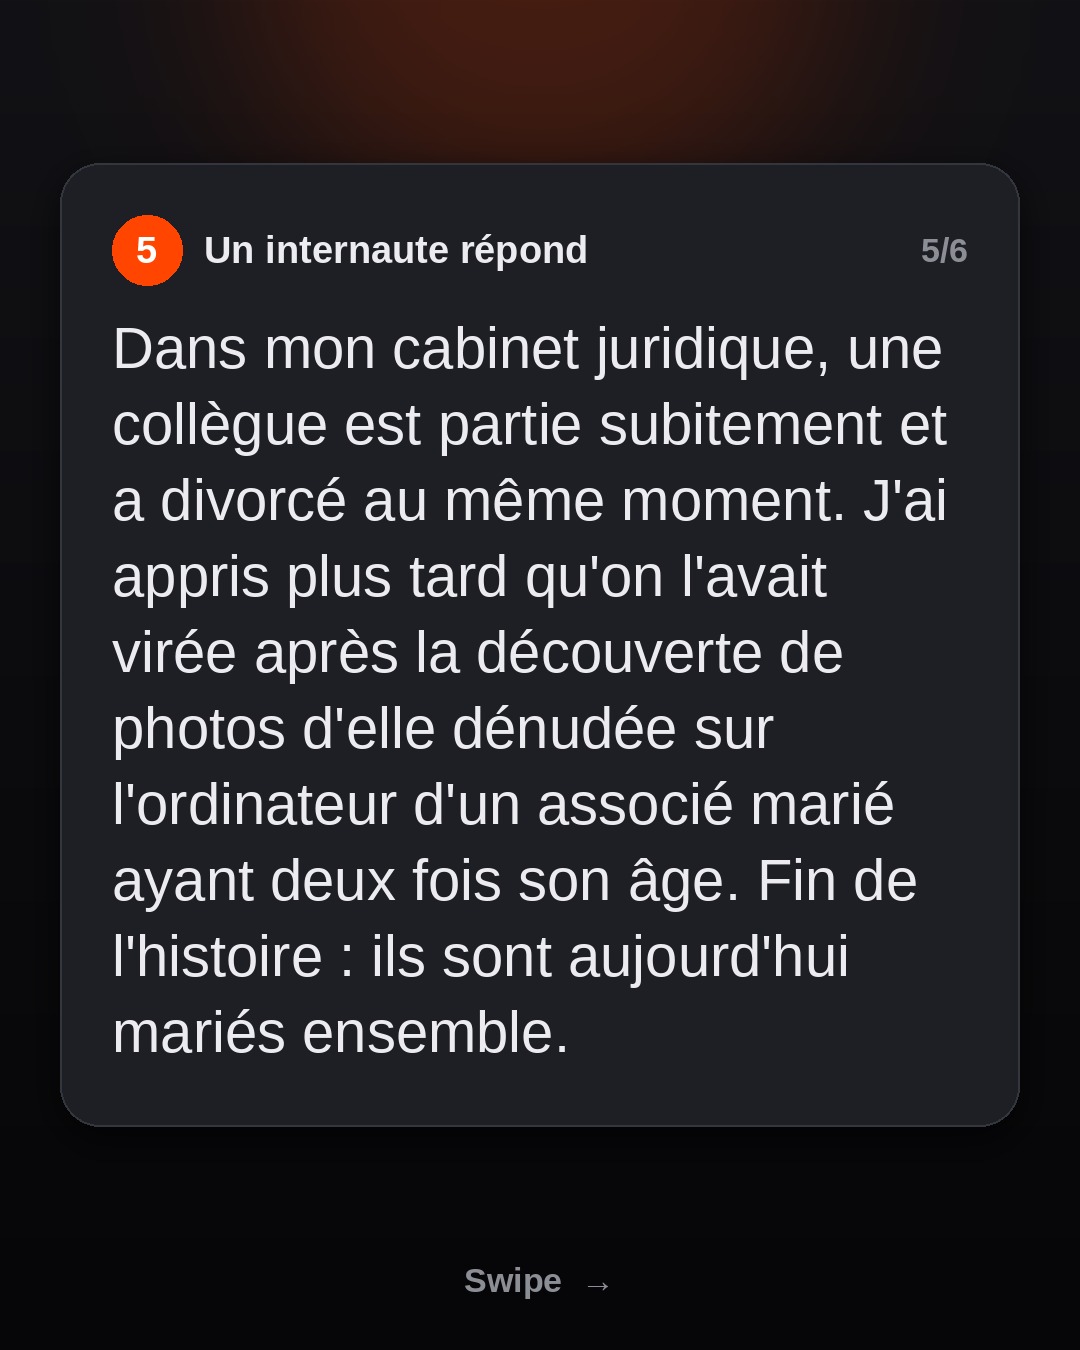 5 Un internaute répond 5/6
Dans mon cabinet juridique, une
collègue est partie subitement et
a divorcé au même moment. J'ai
appris plus tard qu'on l'avait
virée après la découverte de
photos d'elle dénudée sur
l'ordinateur d'un associé marié
ayant deux fois son âge. Fin de
l'histoire : ils sont aujourd'hui
mariés ensemble.
Swipe →